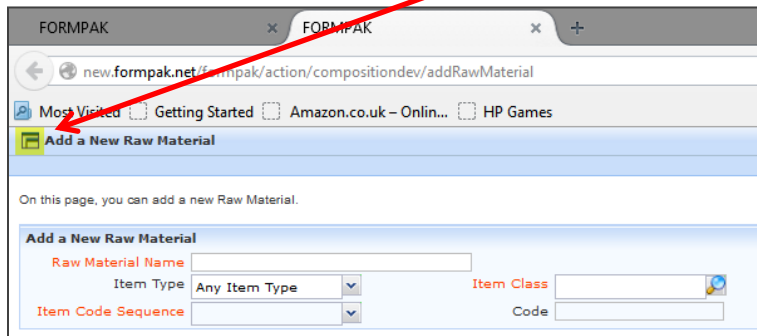 FORMPAK × FORMPAK × +
new.formpak.net/formpak/action/compositiondev/addRawMaterial
Most Visited Getting Started Amazon.co.uk – Onlin... HP Games
Add a New Raw Material
On this page, you can add a new Raw Material.
Add a New Raw Material
Raw Material Name
Item Type Any Item Type Item Class
Item Code Sequence Code